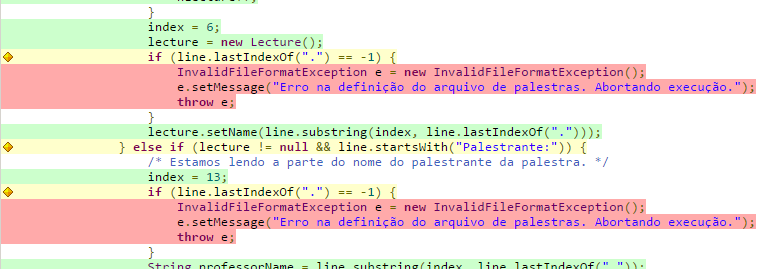 }
index = 6;
lecture = new Lecture();
if (line.lastIndexOf(".") == -1) {
InvalidFileFormatException e = new InvalidFileFormatException();
e.setMessage("Erro na definição do arquivo de palestras. Abortando execução.");
throw e;
}
lecture.setName(line.substring(index, line.lastIndexOf(".")));
} else if (lecture != null && line.startsWith("Palestrante:")) {
/* Estamos lendo a parte do nome do palestrante da palestra. */
index = 13;
if (line.lastIndexOf(".") == -1) {
InvalidFileFormatException e = new InvalidFileFormatException();
e.setMessage("Erro na definição do arquivo de palestras. Abortando execução.");
throw e;
}
String professorName = line.substring(index, line.lastIndexOf("."));